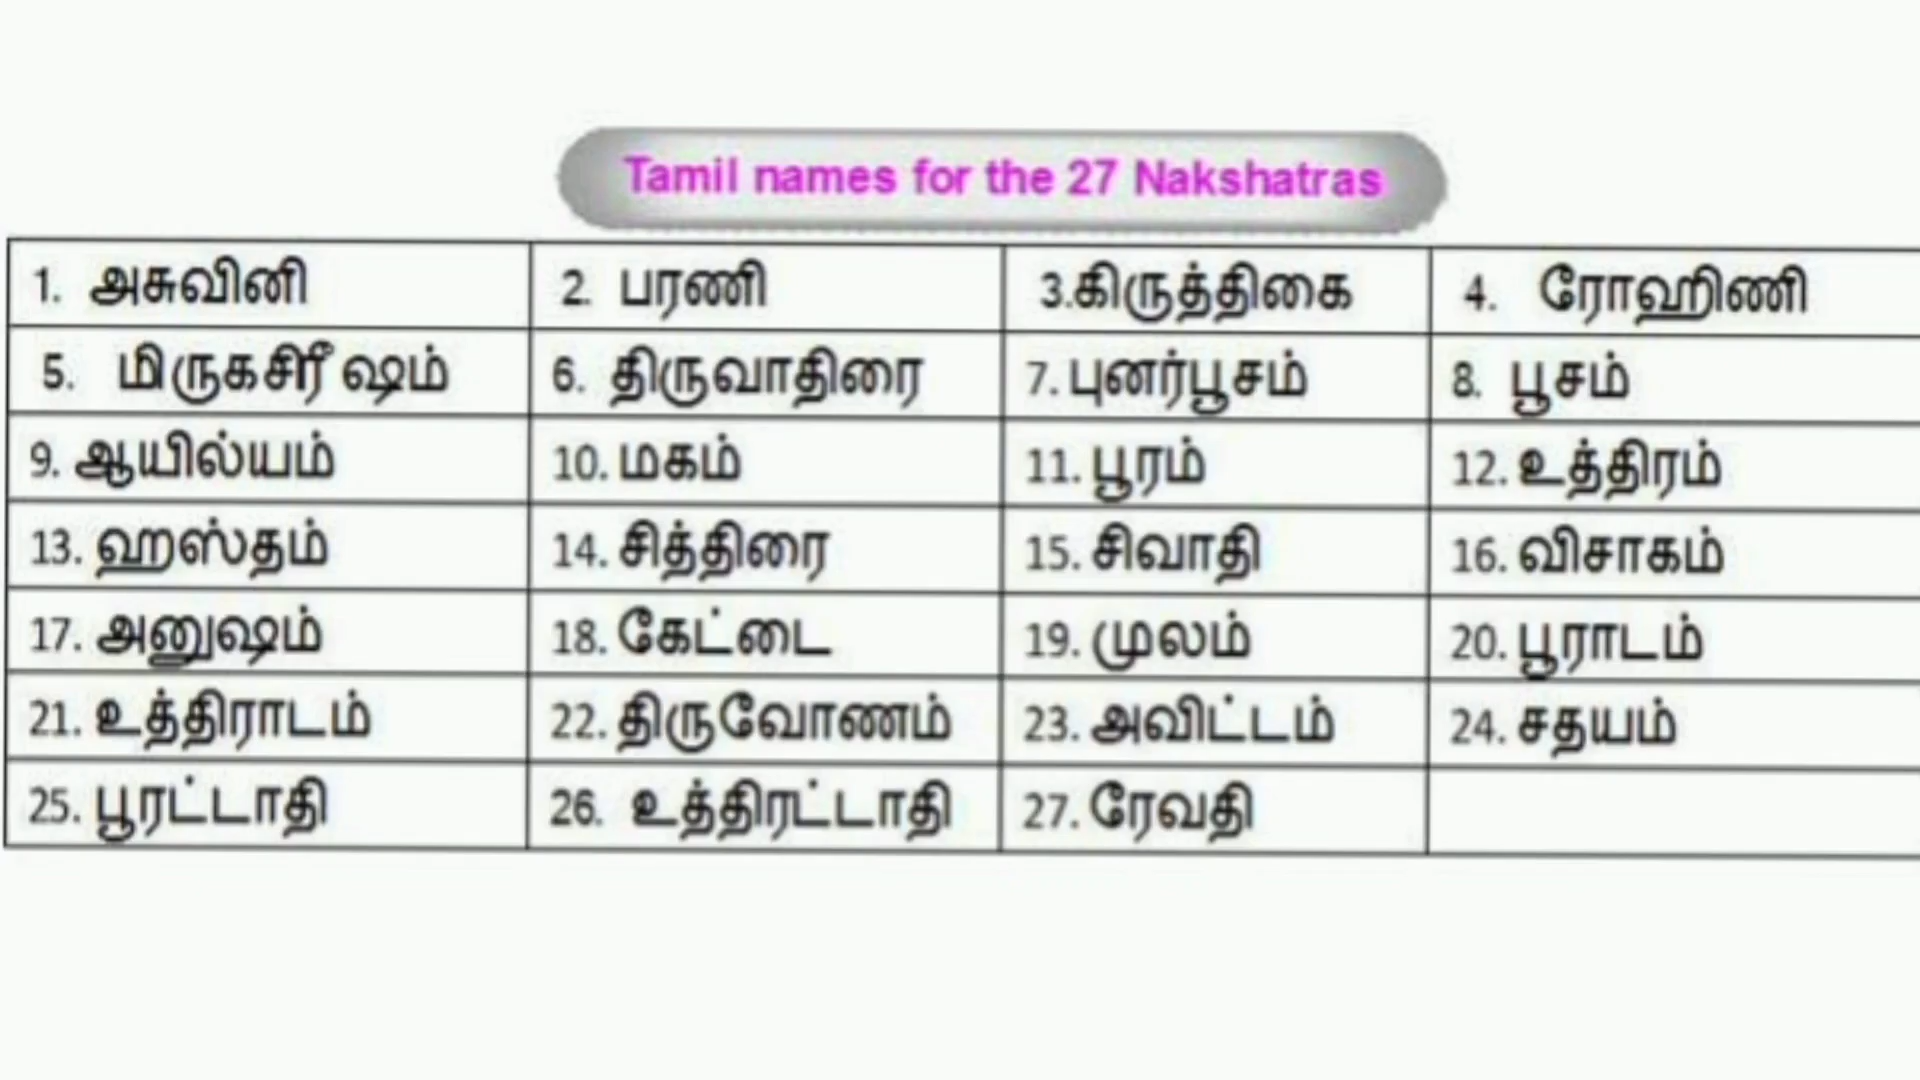 Tamil names for the 27 Nakshatras
1. அசுவினி 2. பரணி 3.கிருத்திகை 4. ரோஹிணி
5. மிருகசிரீ ஷம் 6. திருவாதிரை 7. புனர்பூசம் 8. பூசம்
9. ஆயில்யம் 10. மகம் 11. பூரம் 12. உத்திரம்
13. ஹஸ்தம் 14. சித்திரை 15. சிவாதி 16. விசாகம்
17. அனுஷம் 18. கேட்டை 19. முலம் 20. பூராடம்
21. உத்திராடம் 22. திருவோணம் 23. அவிட்டம் 24. சதயம்
25. பூரட்டாதி 26. உத்திரட்டாதி 27. ரேவதி